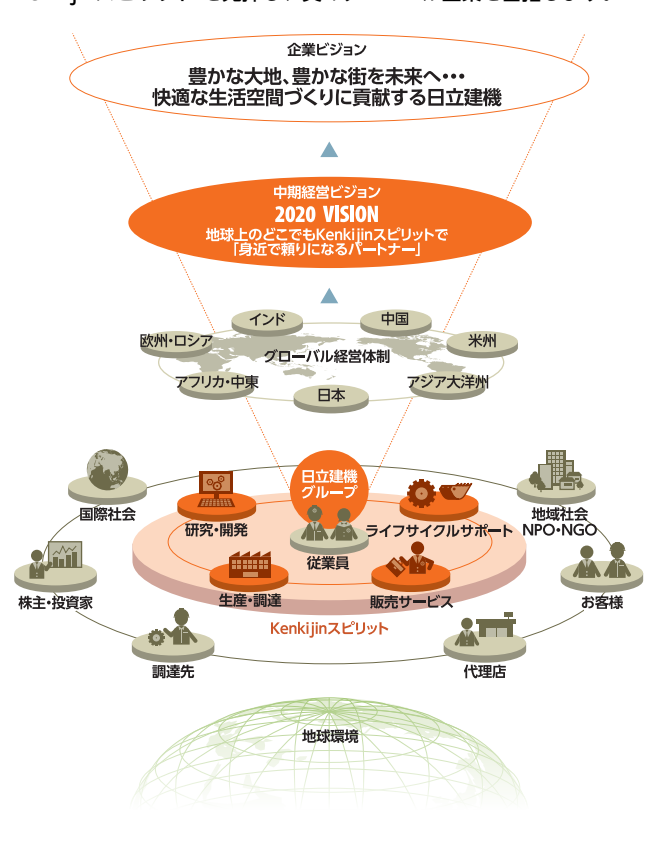 企業ビジョン
豊かな大地、豊かな街を未来へ・・・
快適な生活空間づくりに貢献する日立建機
中期経営ビジョン
2020 VISION
地球上のどこでもKenkijinスピリットで
「身近で頼りになるパートナー」
インド
中国
欧州・ロシア
米州
グローバル経営体制
アフリカ・中東
アジア大洋州
日本
日立建機
グループ
国際社会
地域社会
NPO・NGO
研究・開発
ライフサイクルサポート
従業員
株主・投資家
生産・調達
販売サービス
お客様
Kenkijinスピリット
調達先
代理店
地球環境